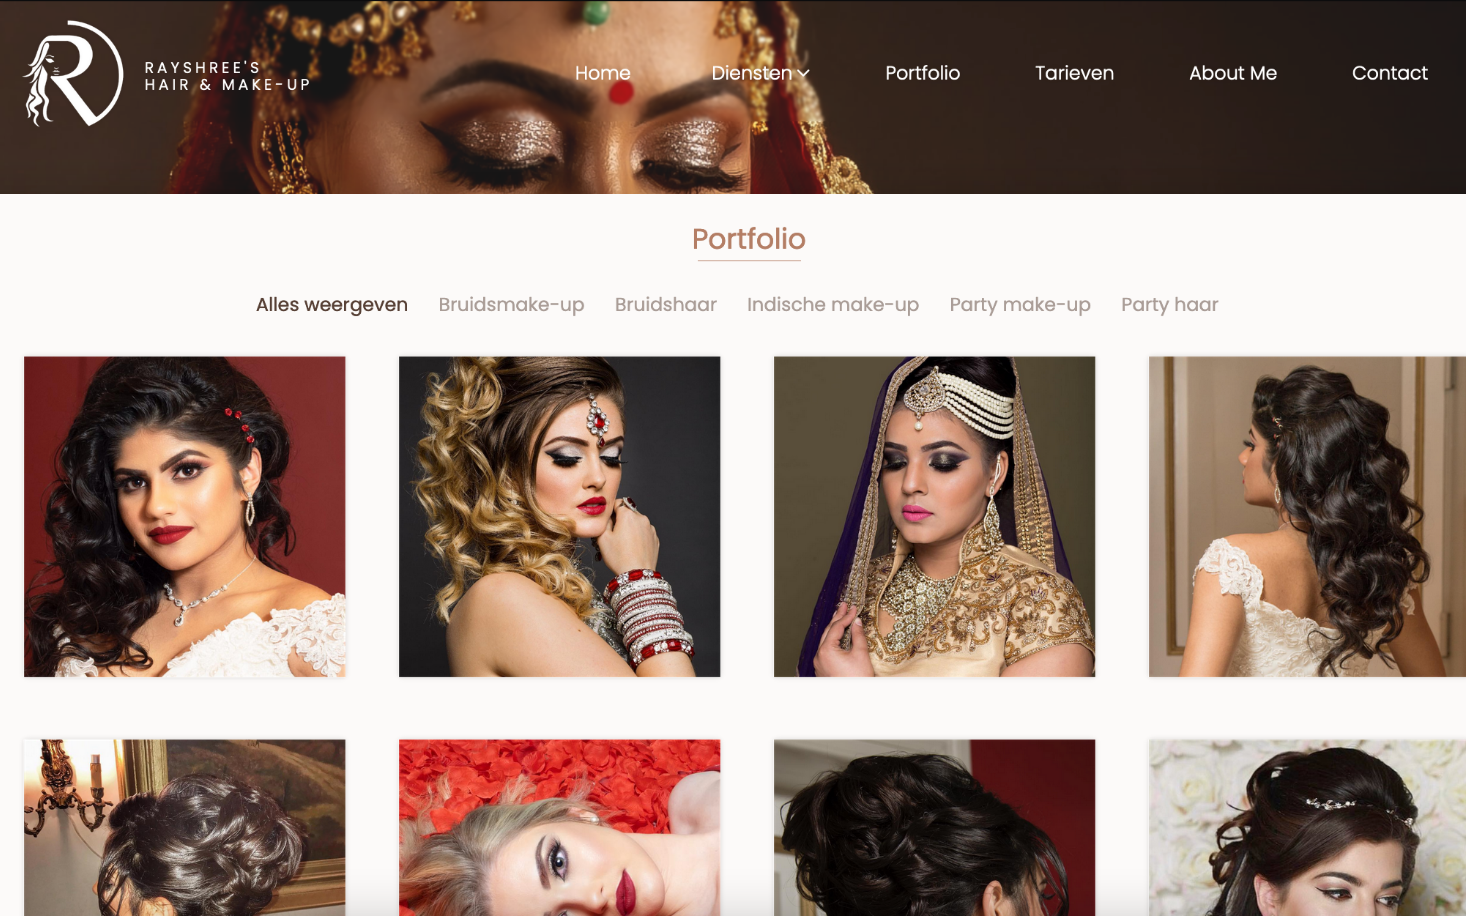 RAYSHREE'S
HAIR & MAKE-UP
Home Diensten Portfolio Tarieven About Me Contact
Portfolio
Alles weergeven Bruidsmake-up Bruidshaar Indische make-up Party make-up Party haar